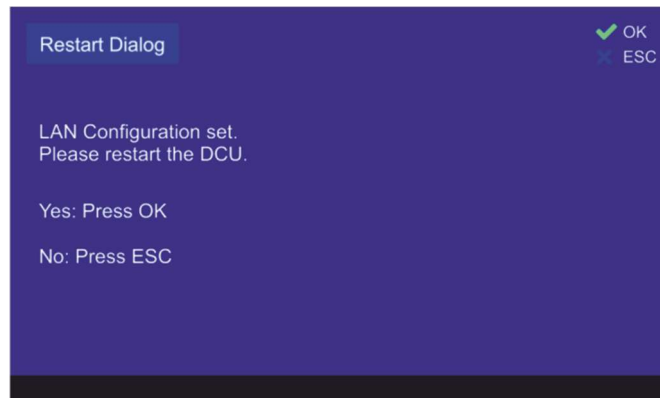 Restart Dialog
OK
ESC
LAN Configuration set.
Please restart the DCU.
Yes: Press OK
No: Press ESC